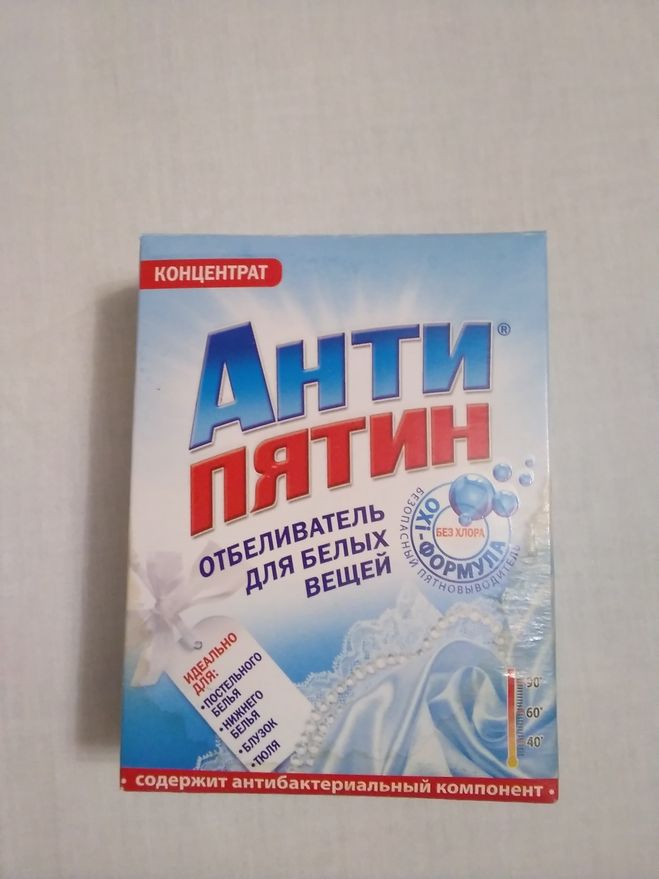 КОНЦЕНТРАТ
АНТИ®
ПЯТИН
ОТБЕЛИВАТЕЛЬ
ДЛЯ БЕЛЫХ
ВЕЩЕЙ
БЕЗОПАСНЫЙ ПЯТНОВЫВОДИТЕЛЬ
OXI-ФОРМУЛА
БЕЗ ХЛОРА
ИДЕАЛЬНО
ДЛЯ:
•ПОСТЕЛЬНОГО
БЕЛЬЯ
•НИЖНЕГО
БЕЛЬЯ
•БЛУЗОК
•ТЮЛЯ
90°
60°
40°
• содержит антибактериальный компонент •